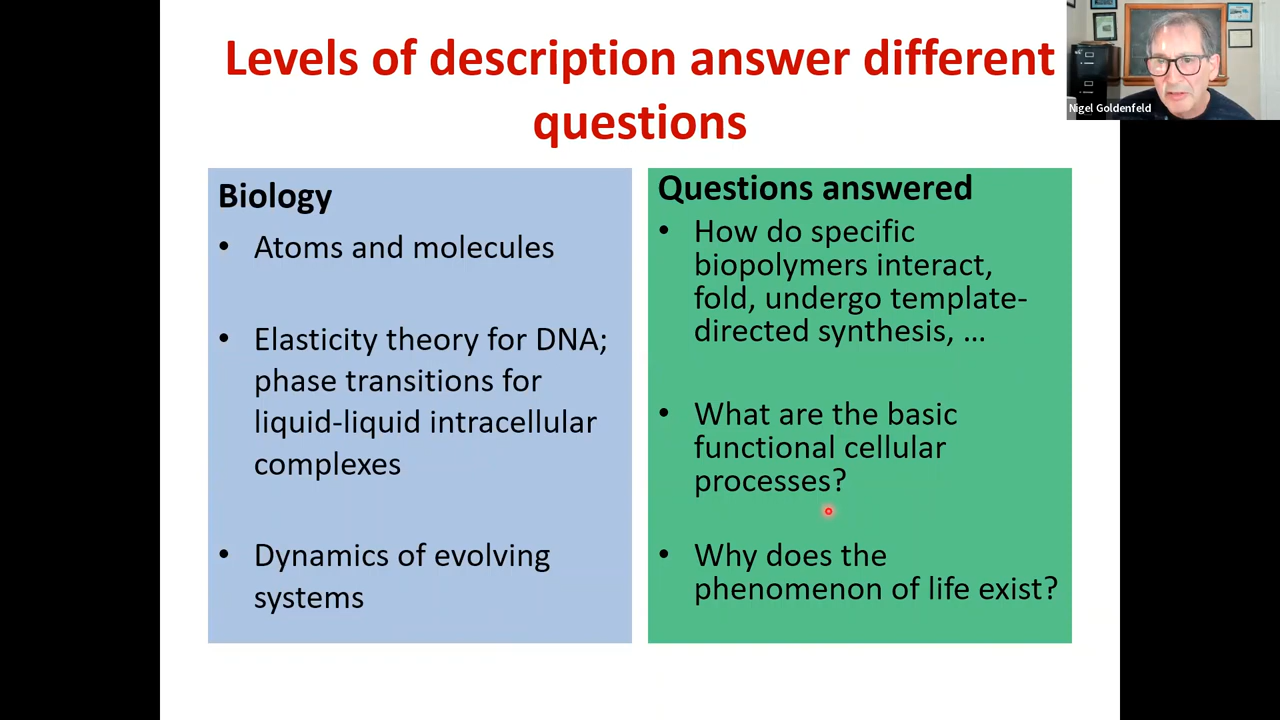 Levels of description answer different
questions
Nigel Goldenfeld
Biology
• Atoms and molecules
• Elasticity theory for DNA;
phase transitions for
liquid-liquid intracellular
complexes
• Dynamics of evolving
systems
Questions answered
• How do specific
biopolymers interact,
fold, undergo template-
directed synthesis, ...
• What are the basic
functional cellular
processes?
• Why does the
phenomenon of life exist?